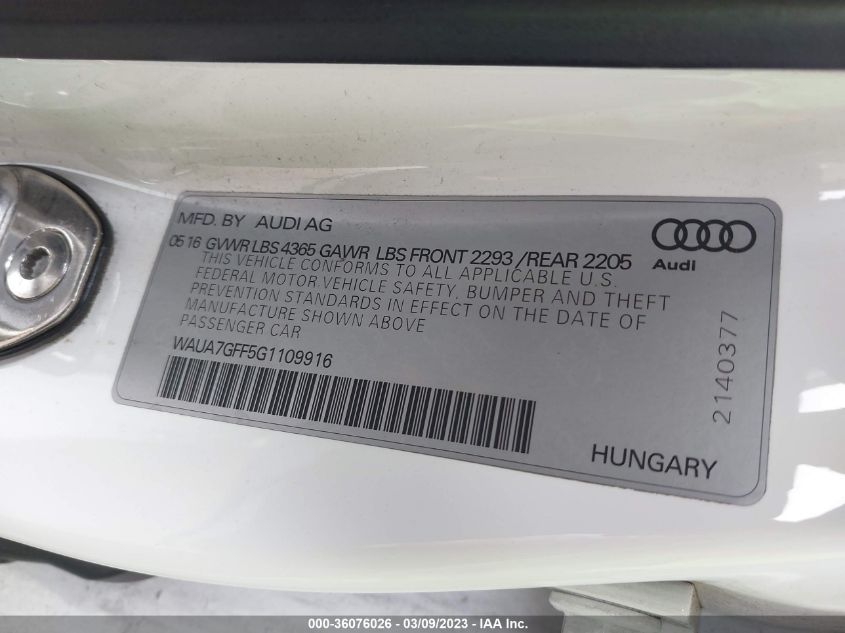 MFD. BY AUDI AG
05 16 GVWR LBS 4365 GAWR LBS FRONT 2293 /REAR 2205
THIS VEHICLE CONFORMS TO ALL APPLICABLE U.S.
FEDERAL MOTOR VEHICLE SAFETY, BUMPER AND THEFT
PREVENTION STANDARDS IN EFFECT ON THE DATE OF
MANUFACTURE SHOWN ABOVE
PASSENGER CAR
WAUA7GFF5G1109916
Audi
2140377
HUNGARY
000-36076026 - 03/09/2023 - IAA Inc.